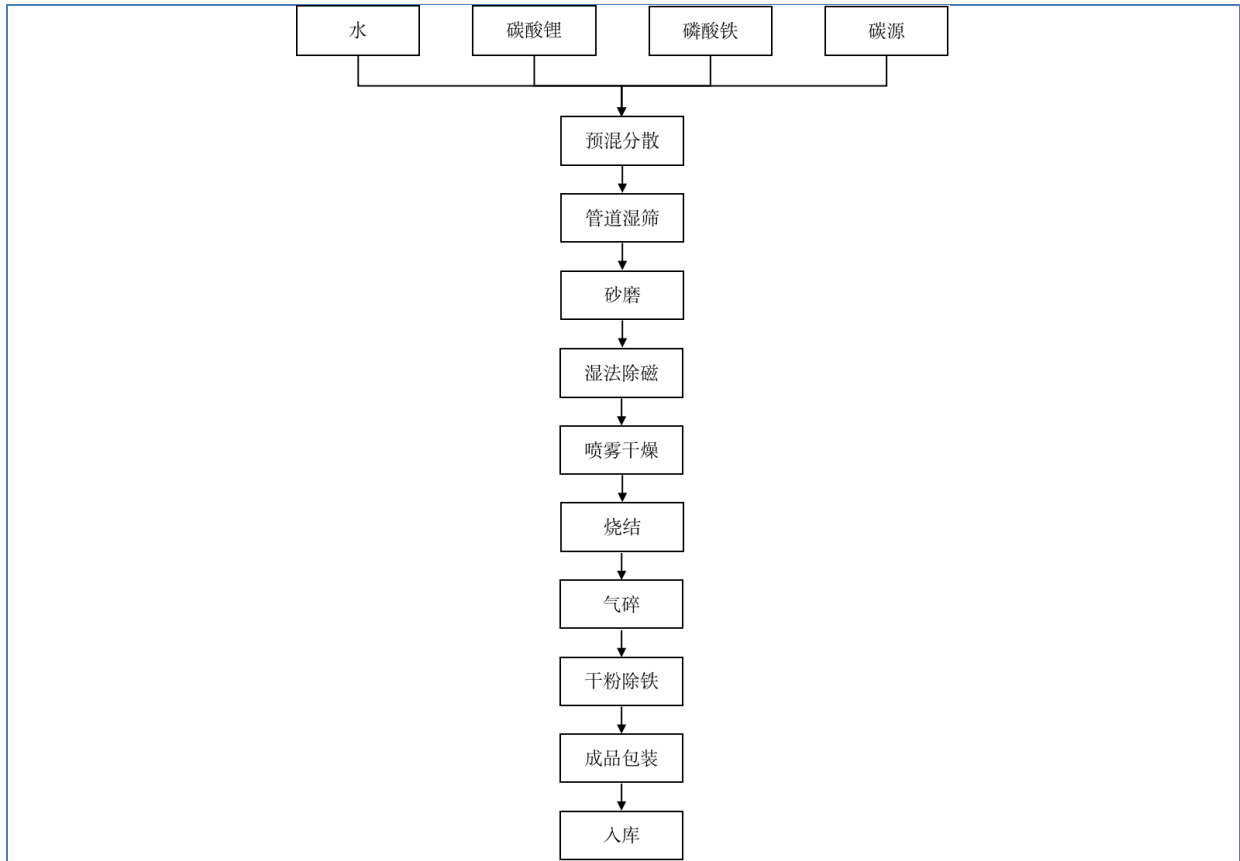 水
碳酸锂
磷酸铁
碳源
预混分散
管道湿筛
砂磨
湿法除磁
喷雾干燥
烧结
气碎
干粉除铁
成品包装
入库